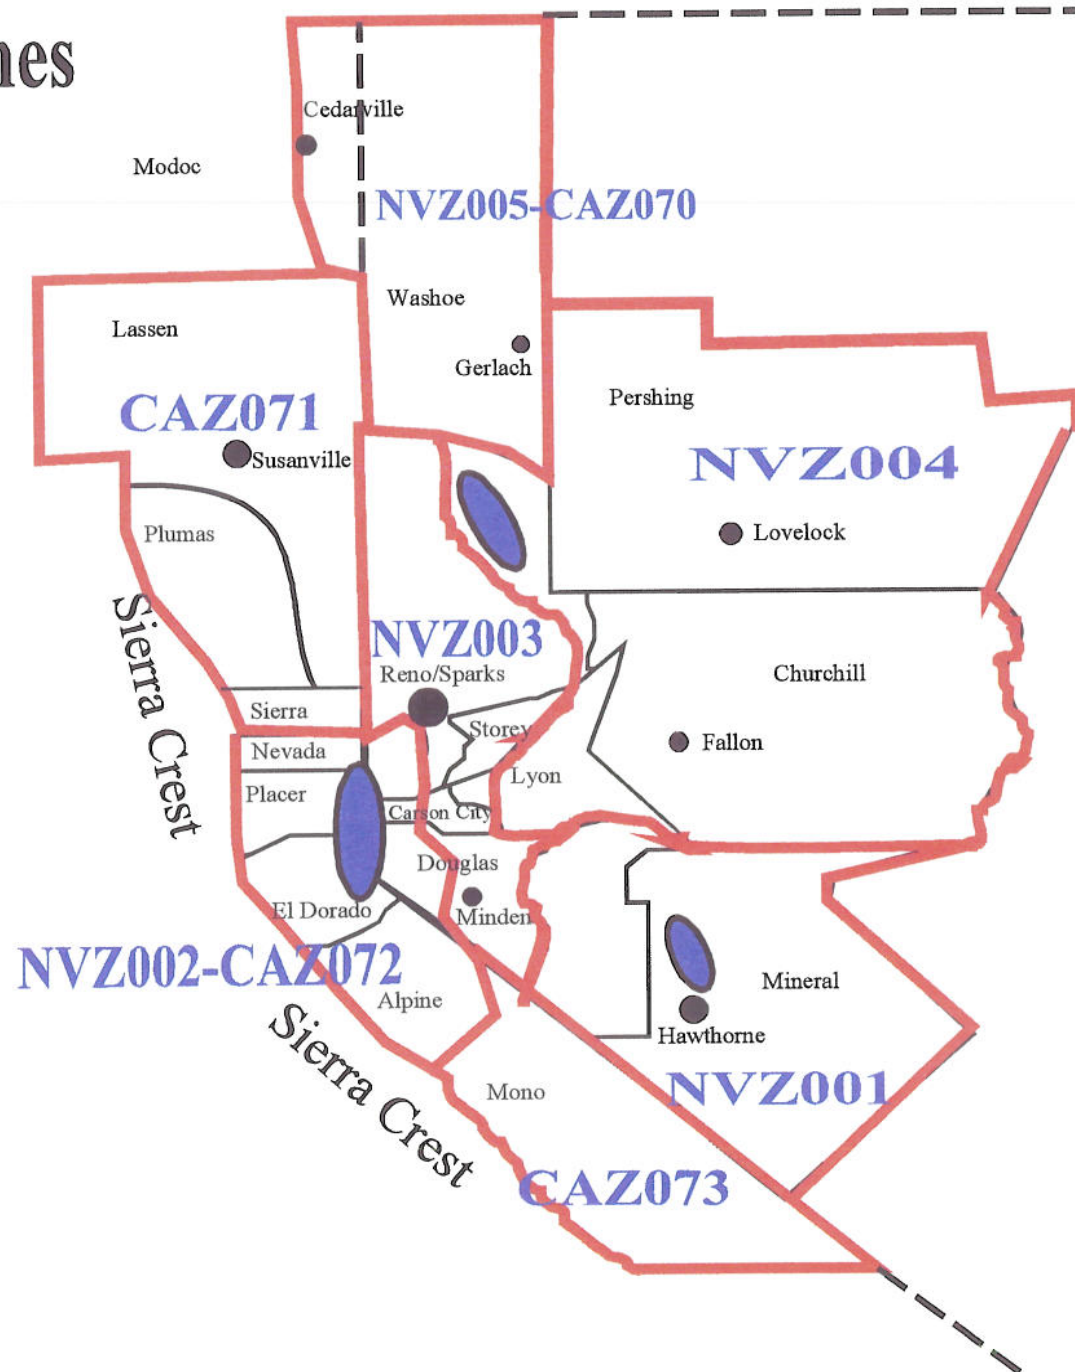 Cedarville
Modoc
NVZ005-CAZ070
Washoe
Lassen
Gerlach
Pershing
CAZ071
Susanville
NVZ004
Lovelock
Plumas
Sierra Crest
NVZ003
Reno/Sparks
Churchill
Sierra
Storey
Fallon
Nevada
Lyon
Placer
Carson City
Douglas
El Dorado
Minden
NVZ002-CAZ072
Mineral
Alpine
Sierra Crest
Hawthorne
NVZ001
Mono
CAZ073